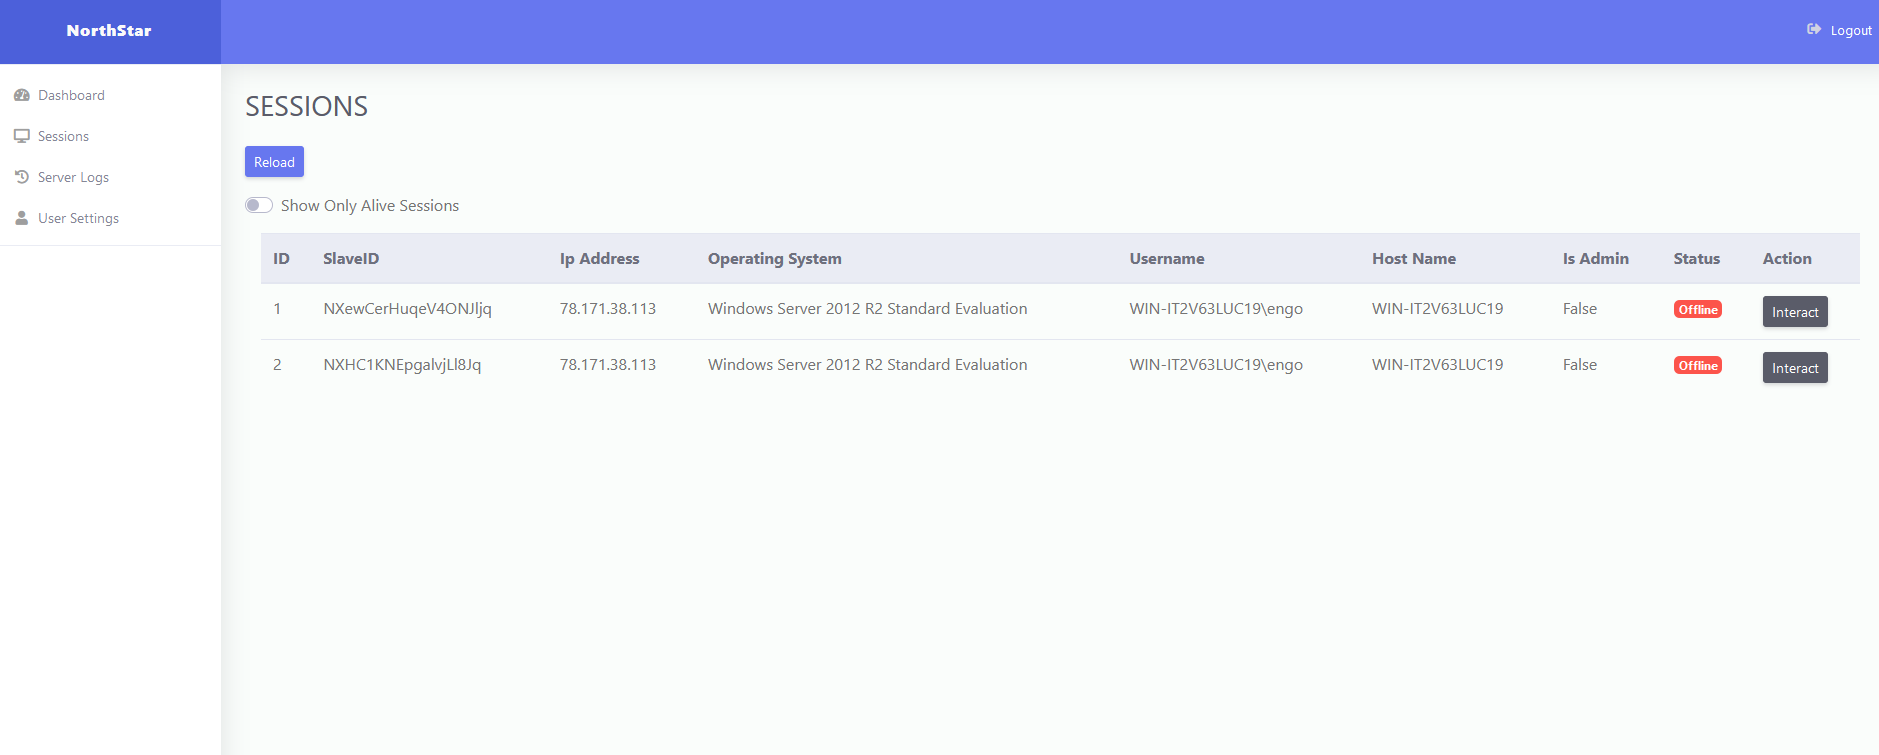 NorthStar
Logout
Dashboard
Sessions
Server Logs
User Settings
SESSIONS
Reload
Show Only Alive Sessions
ID SlaveID Ip Address Operating System Username Host Name Is Admin Status Action
1 NXewCerHuqeV4ONJljq 78.171.38.113 Windows Server 2012 R2 Standard Evaluation WIN-IT2V63LUC19\engo WIN-IT2V63LUC19 False Offline Interact
2 NXHC1KNEpgalvjLl8Jq 78.171.38.113 Windows Server 2012 R2 Standard Evaluation WIN-IT2V63LUC19\engo WIN-IT2V63LUC19 False Offline Interact